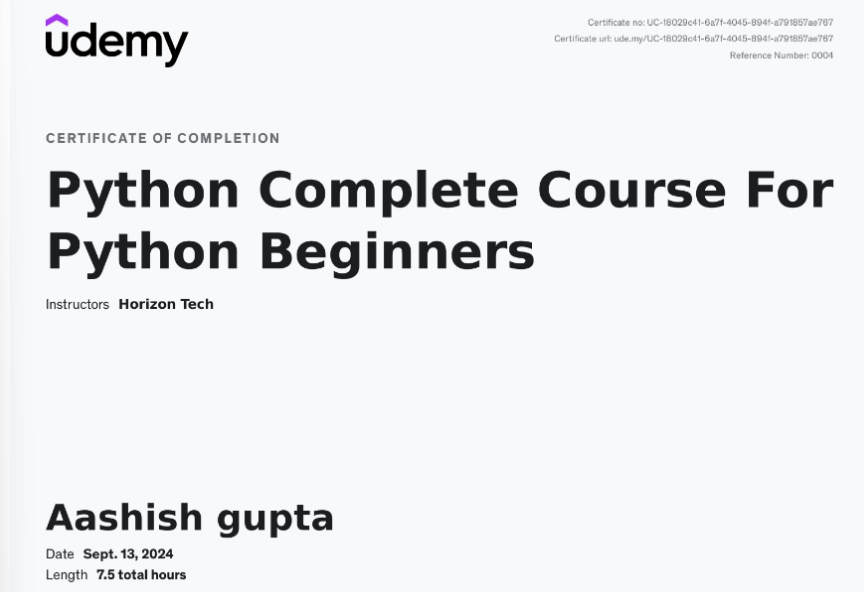 udemy
Certificate no: UC-18029c41-6a7f-4045-894f-a791857ae767
Certificate url: ude.my/UC-18029c41-6a7f-4045-894f-a791857ae767
Reference Number: 0004
CERTIFICATE OF COMPLETION
Python Complete Course For
Python Beginners
Instructors Horizon Tech
Aashish gupta
Date Sept. 13, 2024
Length 7.5 total hours